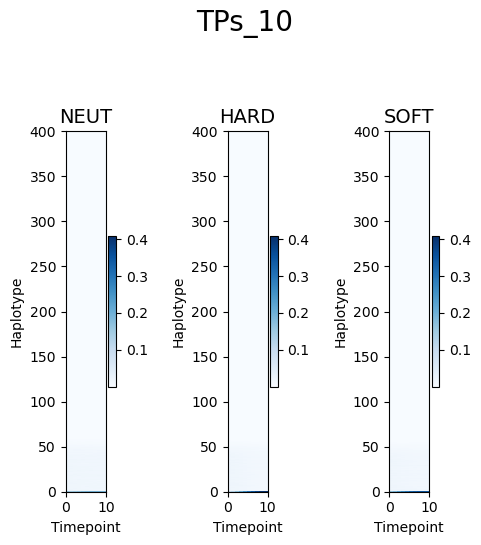 TPs_10
NEUT HARD SOFT
400 400 400
350 350 350
300 300 300
250 250 250
200 200 200
150 150 150
100 100 100
50 50 50
0 0 0
Haplotype Haplotype Haplotype
0.4 0.4 0.4
0.3 0.3 0.3
0.2 0.2 0.2
0.1 0.1 0.1
0 10 0 10 0 10
Timepoint Timepoint Timepoint